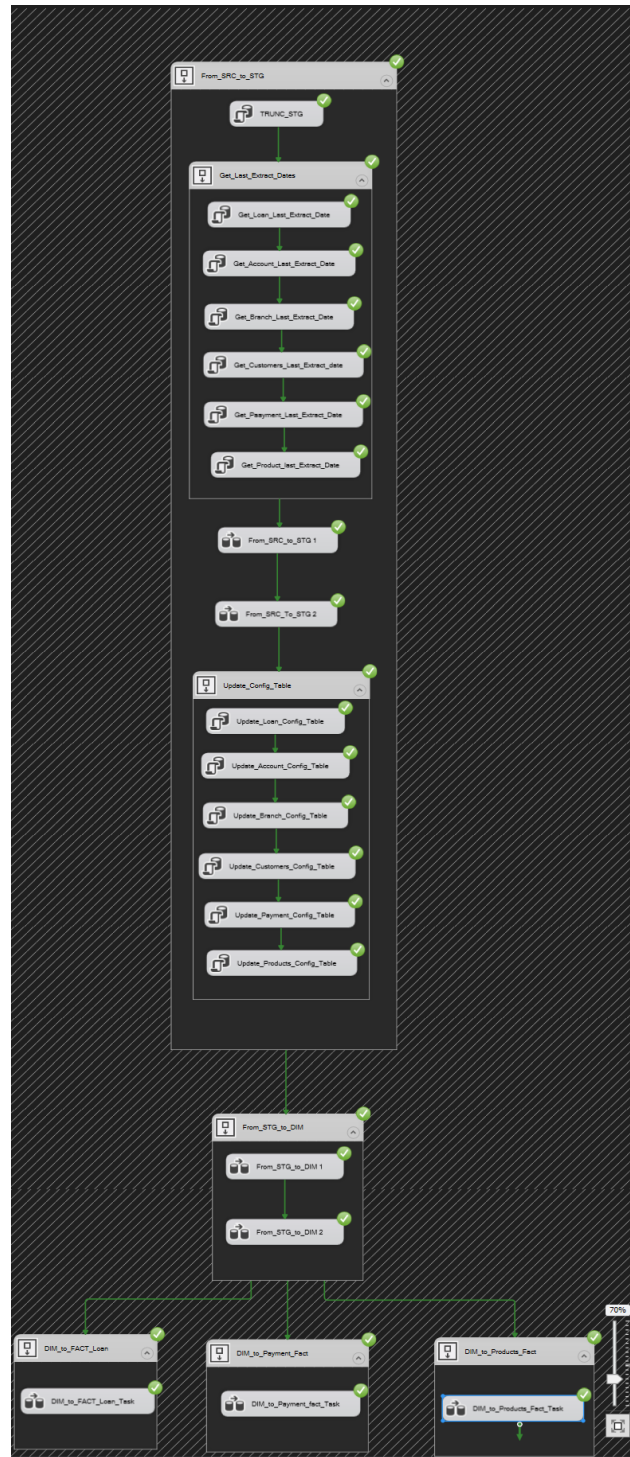 From_SRC_to_STG
TRUNC_STG
Get_Last_Extract_Dates
Get_Loan_Last_Extract_Date
Get_Account_Last_Extract_Date
Get_Branch_Last_Extract_Date
Get_Customers_Last_Extract_date
Get_Paeyment_Last_Extract_Date
Get_Product_last_Extract_Date
From_SRC_to_STG 1
From_SRC_To_STG 2
Update_Config_Table
Update_Loan_Config_Table
Update_Account_Config_Table
Update_Branch_Config_Table
Update_Customers_Config_Table
Update_Payment_Config_Table
Update_Products_Config_Table
From_STG_to_DIM
From_STG_to_DIM 1
From_STG_to_DIM 2
70%
DIM_to_FACT_Loan
DIM_to_Payment_Fact
DIM_to_Products_Fact
DIM_to_FACT_Loan_Task
DIM_to_Payment_fact_Task
DIM_to_Products_Fact_Task